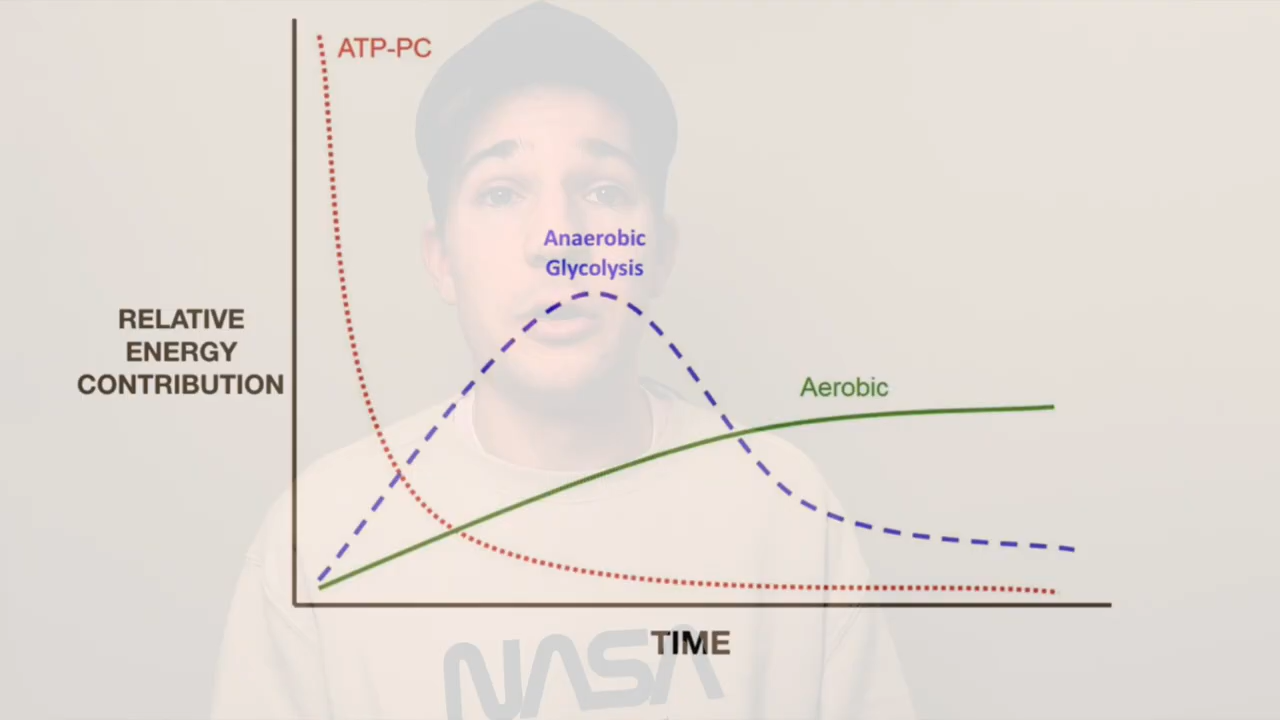 ATP-PC
Anaerobic
Glycolysis
RELATIVE
ENERGY
CONTRIBUTION
Aerobic
TIME
NASA